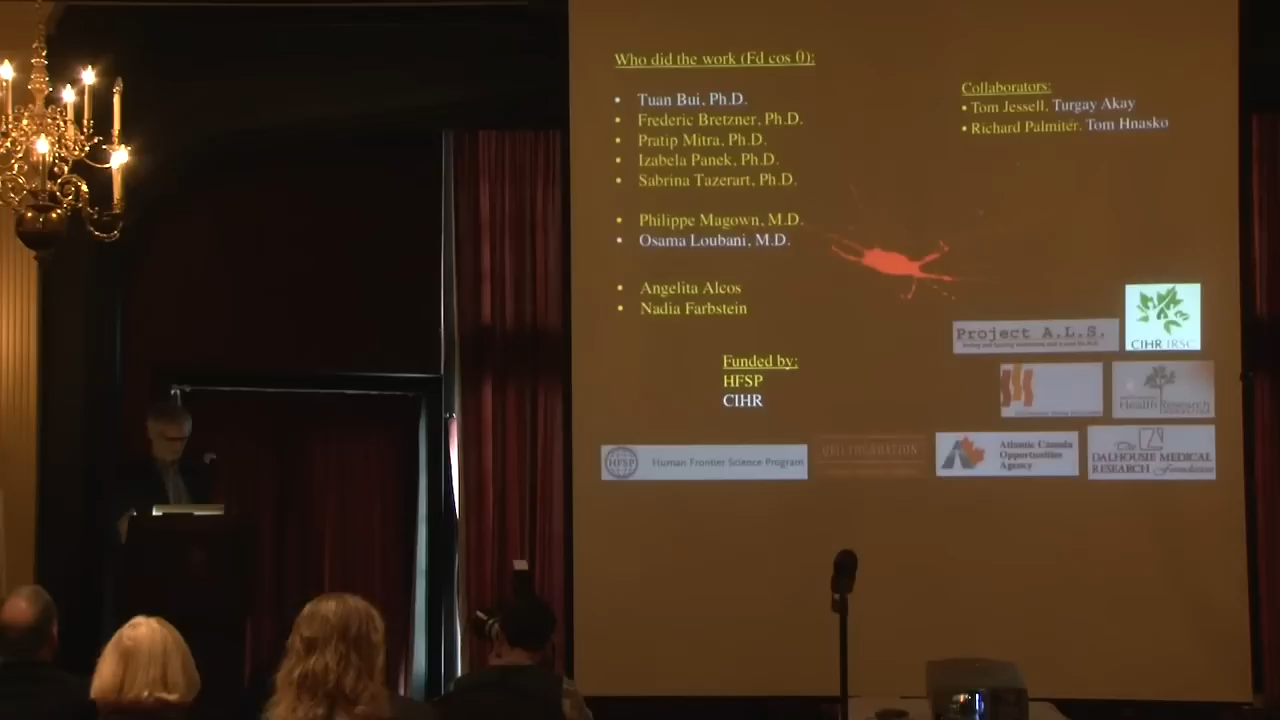 Who did the work (Fd cos θ):
• Tuan Bui, Ph.D.
• Frederic Bretzner, Ph.D.
• Pratip Mitra, Ph.D.
• Izabela Panek, Ph.D.
• Sabrina Tazerart, Ph.D.
• Philippe Magown, M.D.
• Osama Loubani, M.D.
• Angelita Alcos
• Nadia Farbstein
Funded by:
HFSP
CIHR
Collaborators:
• Tom Jessell, Turgay Akay
• Richard Palmiter, Tom Hnasko
Project A.L.S.
CIHR IRSC
Health Research
HFSP Human Frontier Science Program
FOUNDATION
Atlantic Canada
Opportunities
Agency
The
DALHOUSIE MEDICAL
RESEARCH Foundation